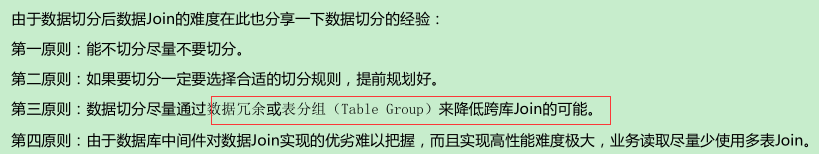 由于数据切分后数据Join的难度在此也分享一下数据切分的经验：
第一原则：能不切分尽量不要切分。
第二原则：如果要切分一定要选择合适的切分规则，提前规划好。
第三原则：数据切分尽量通过数据冗余或表分组（Table Group）来降低跨库Join的可能。
第四原则：由于数据库中间件对数据Join实现的优劣难以把握，而且实现高性能难度极大，业务读取尽量少使用多表Join。